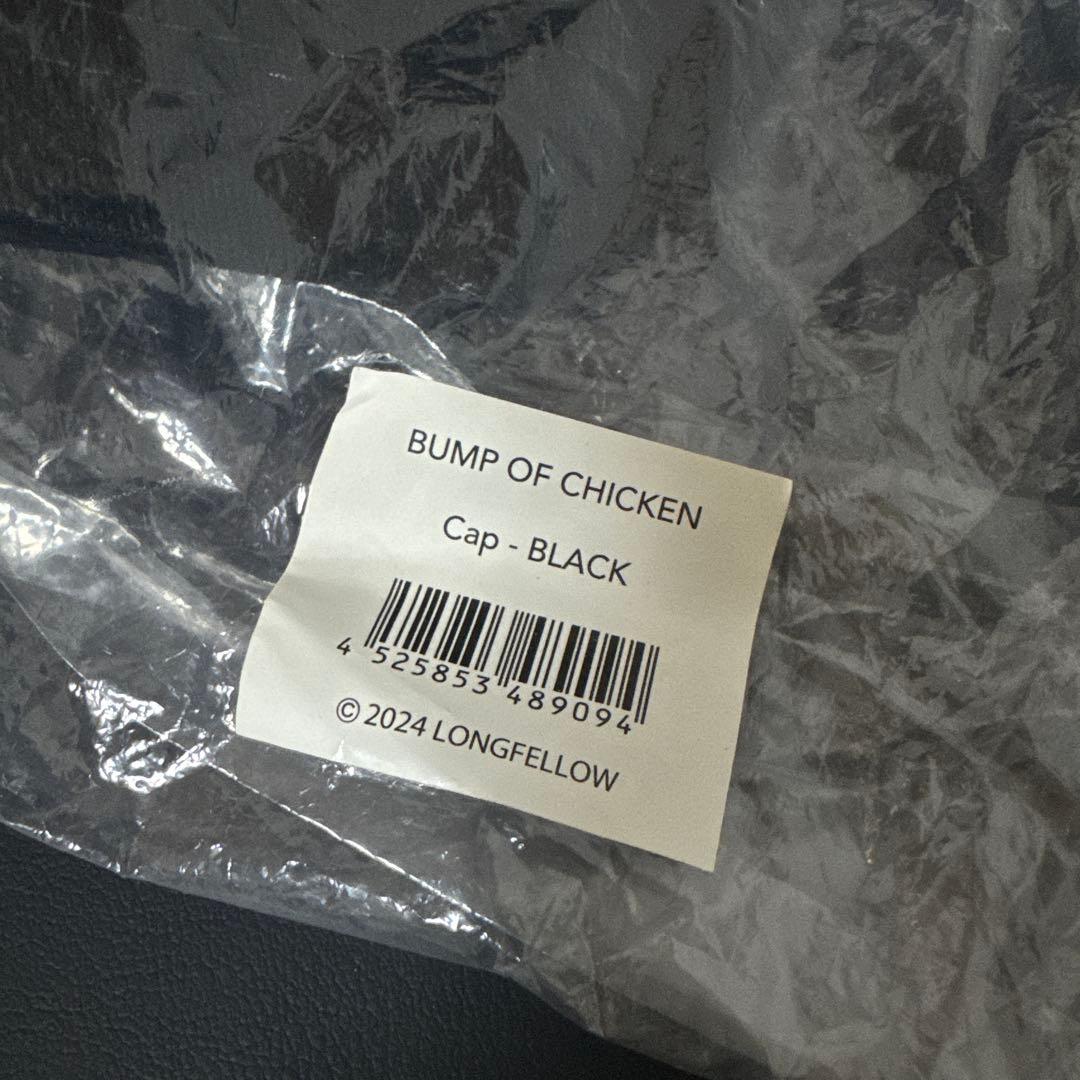 BUMP OF CHICKEN
Cap - BLACK
4 525853 489094
© 2024 LONGFELLOW